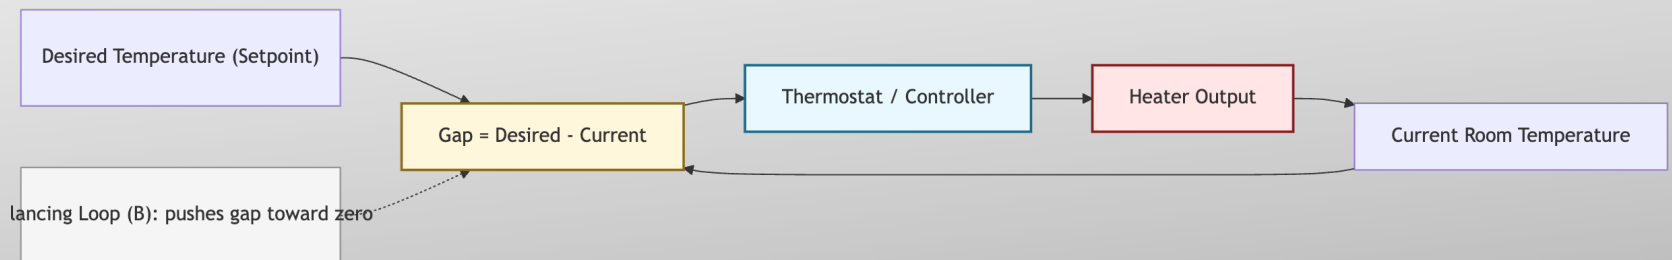 Desired Temperature (Setpoint)
Gap = Desired - Current
Thermostat / Controller
Heater Output
Current Room Temperature
lancing Loop (B): pushes gap toward zero